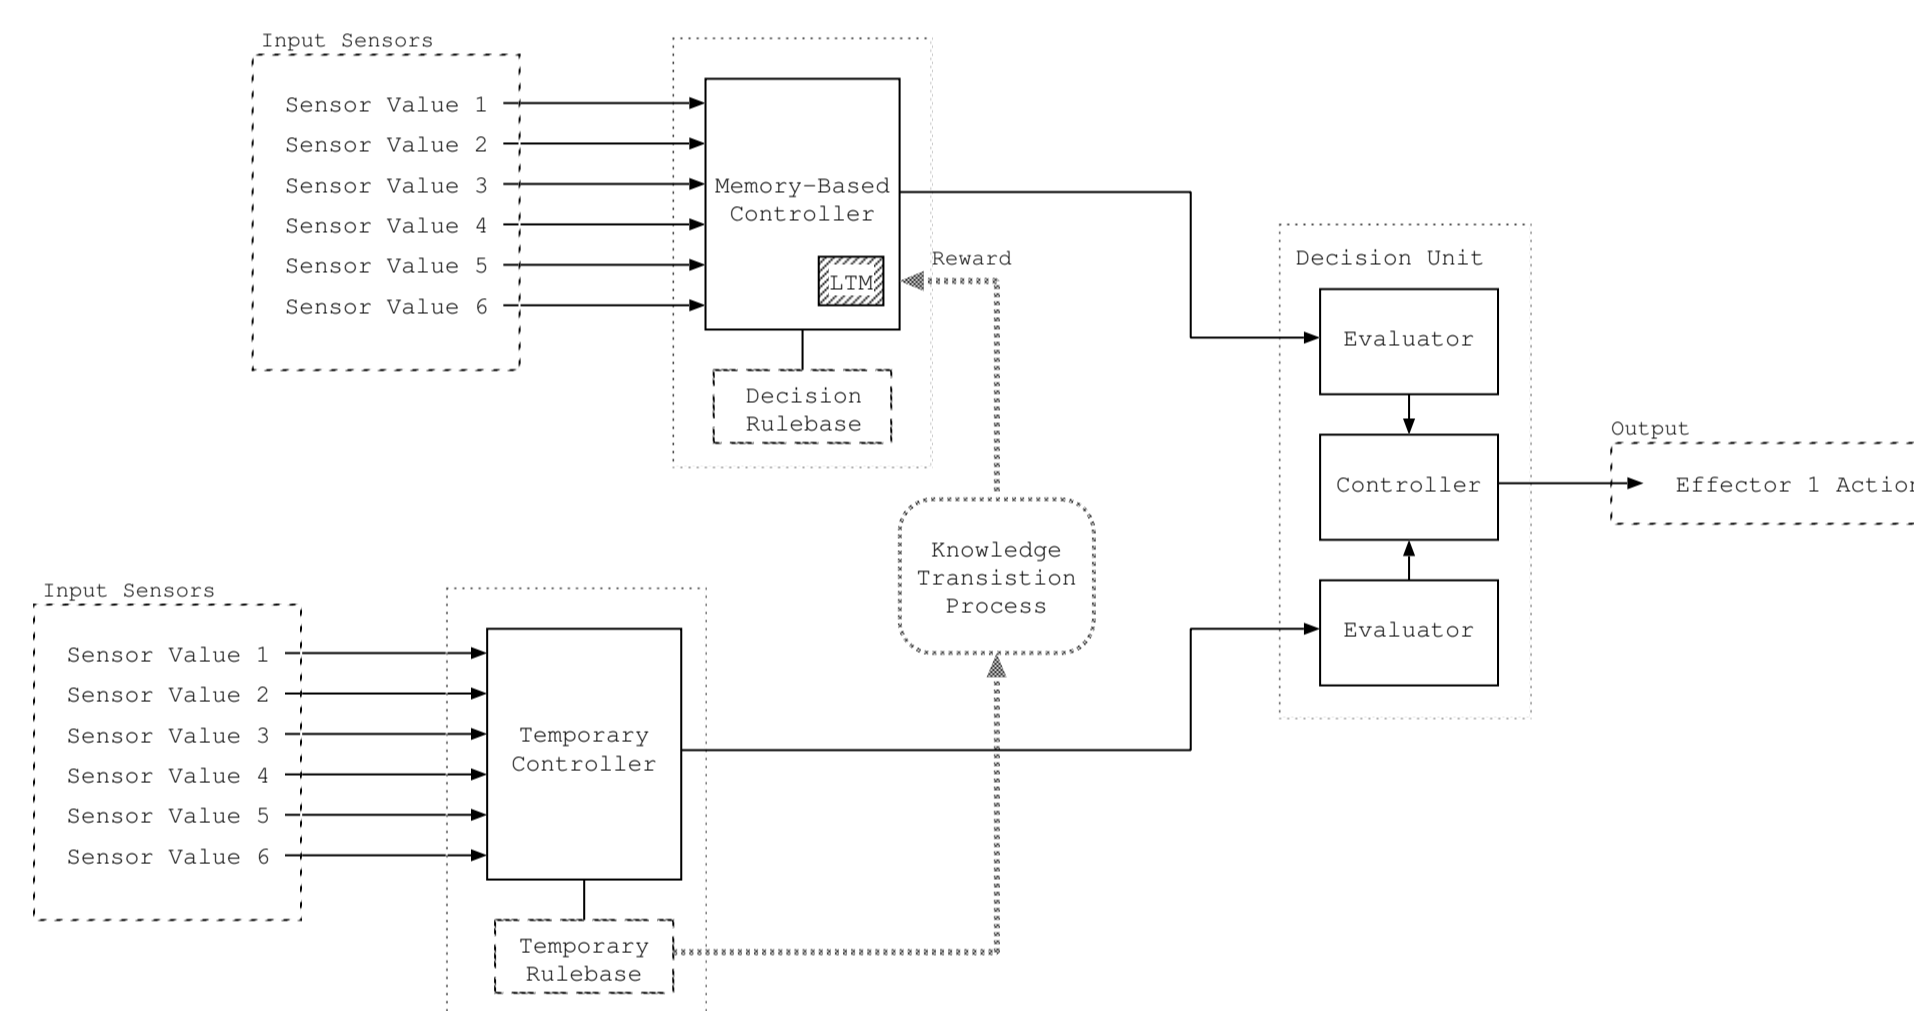 Input Sensors
Sensor Value 1
Sensor Value 2
Sensor Value 3
Sensor Value 4
Sensor Value 5
Sensor Value 6
Memory-Based
Controller
LTM
Decision
Rulebase
Reward
Knowledge
Transistion
Process
Decision Unit
Evaluator
Controller
Evaluator
Output
Effector 1 Action
Input Sensors
Sensor Value 1
Sensor Value 2
Sensor Value 3
Sensor Value 4
Sensor Value 5
Sensor Value 6
Temporary
Controller
Temporary
Rulebase